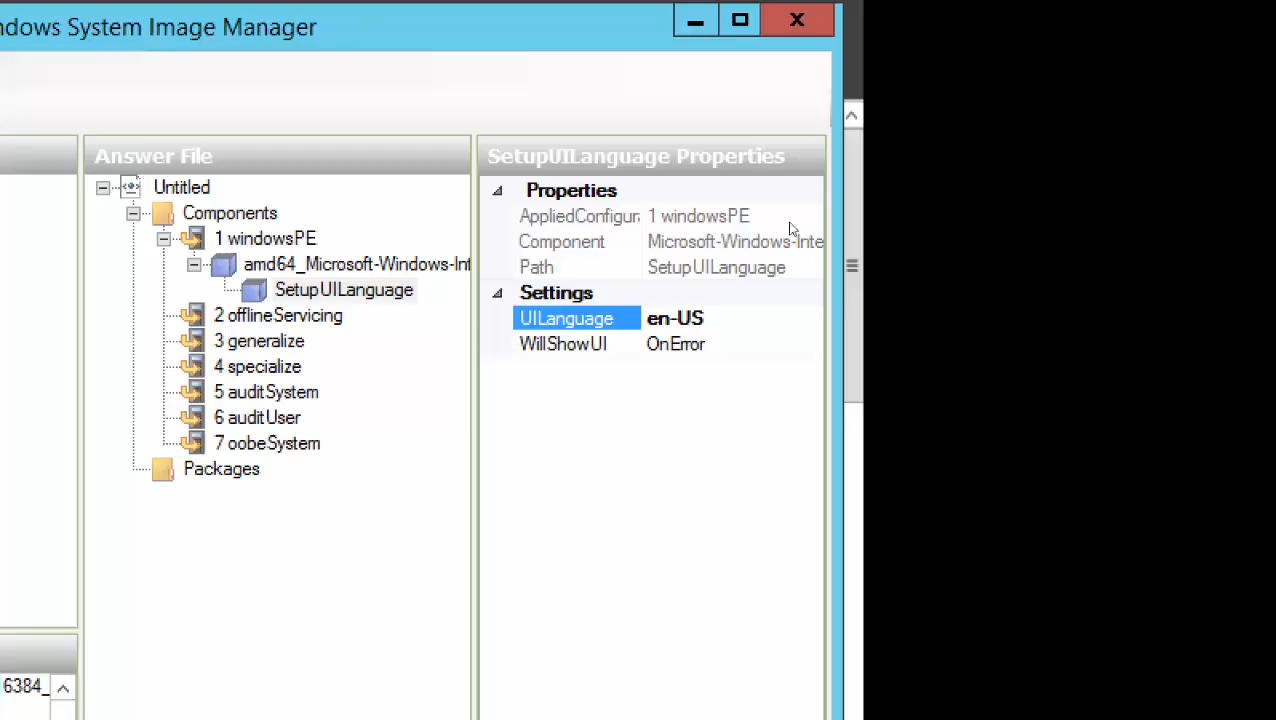 dows System Image Manager
Answer File
Untitled
Components
1 windowsPE
amd64_Microsoft-Windows-Int
SetupUILanguage
2 offlineServicing
3 generalize
4 specialize
5 auditSystem
6 auditUser
7 oobeSystem
Packages
SetupUILanguage Properties
Properties
AppliedConfigur 1 windowsPE
Component Microsoft-Windows-Inte
Path SetupUILanguage
Settings
UILanguage en-US
WillShowUI OnError
6384_